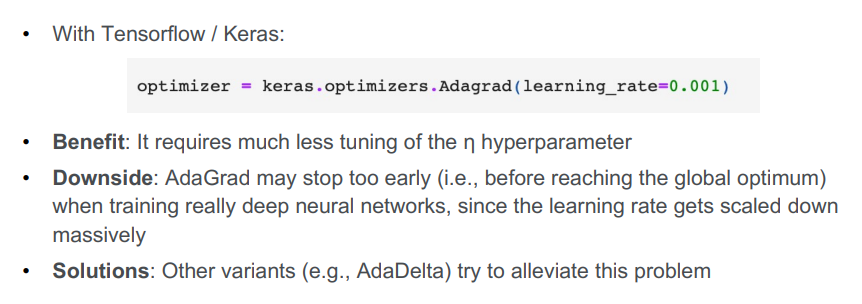 • With Tensorflow / Keras:
optimizer = keras.optimizers.Adagrad(learning_rate=0.001)
• Benefit: It requires much less tuning of the η hyperparameter
• Downside: AdaGrad may stop too early (i.e., before reaching the global optimum)
when training really deep neural networks, since the learning rate gets scaled down
massively
• Solutions: Other variants (e.g., AdaDelta) try to alleviate this problem